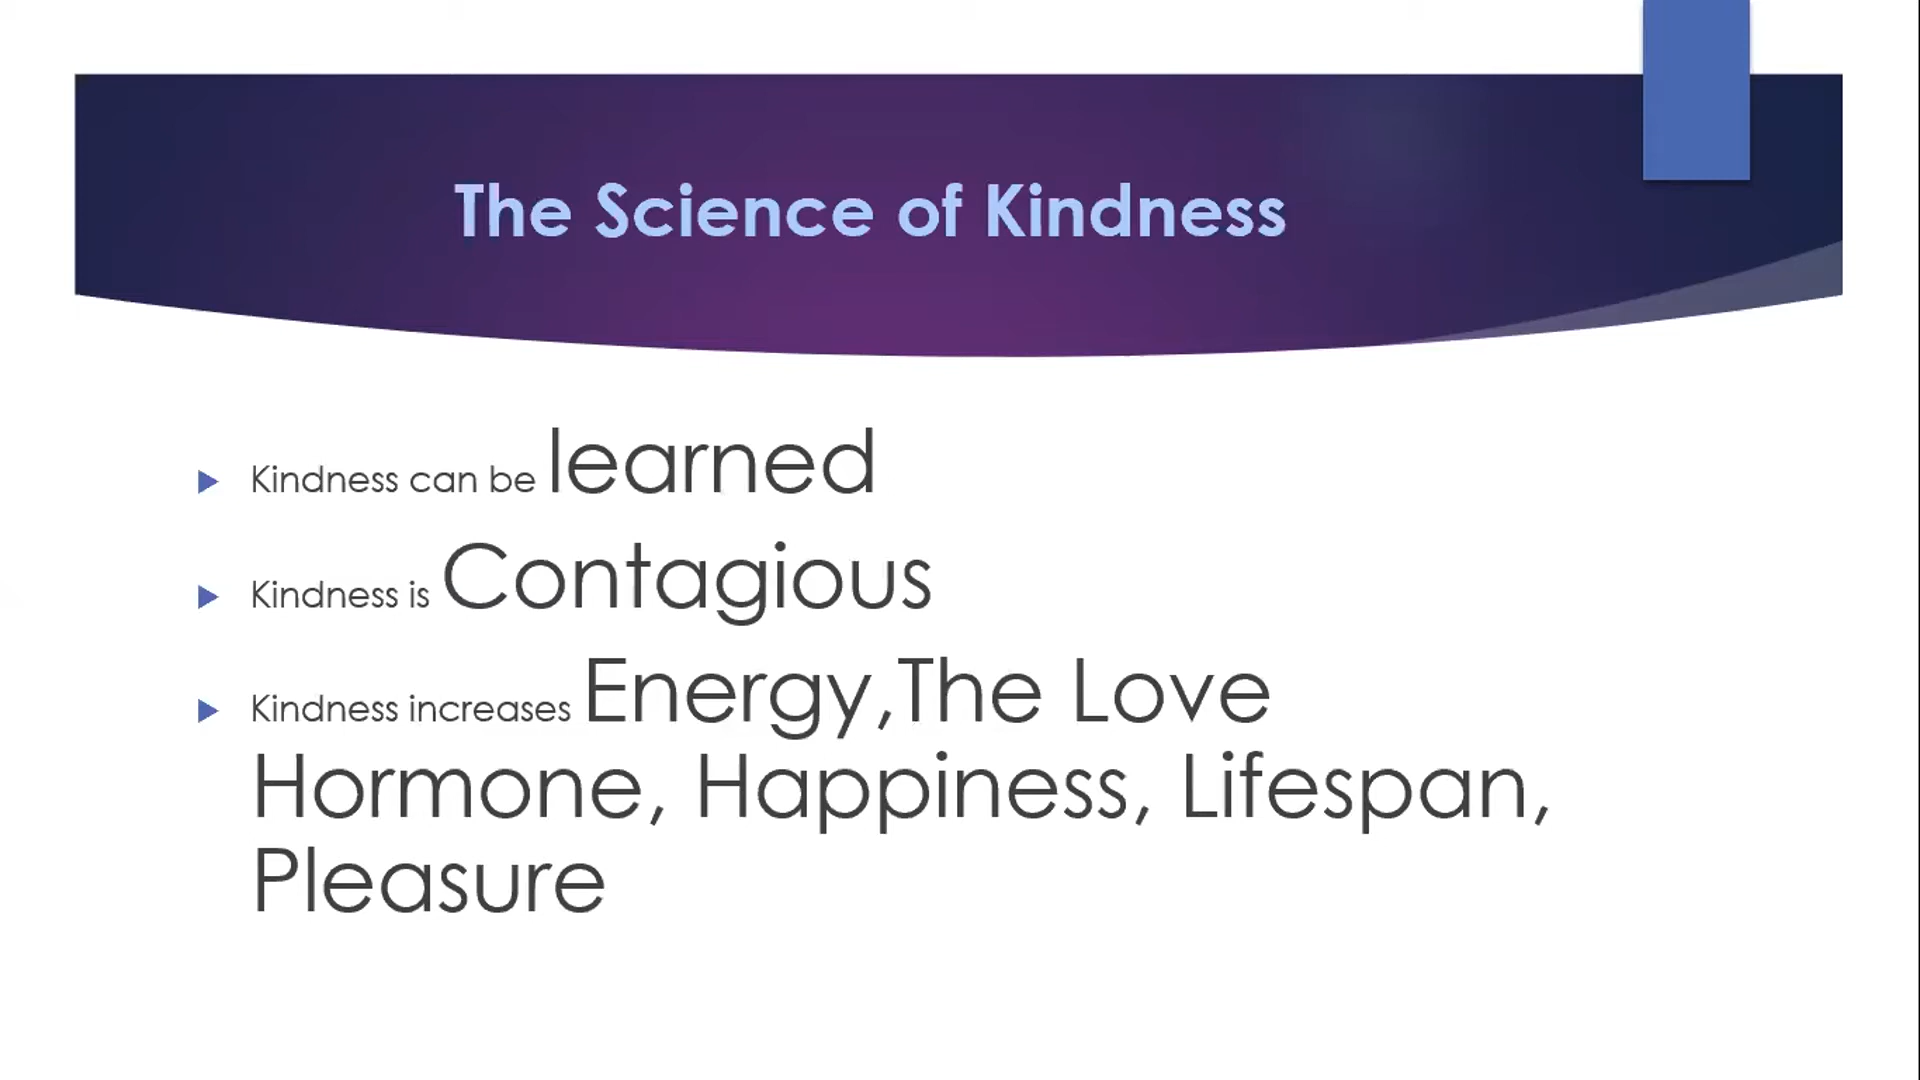 The Science of Kindness
Kindness can be learned
Kindness is Contagious
Kindness increases Energy,The Love
Hormone, Happiness, Lifespan,
Pleasure